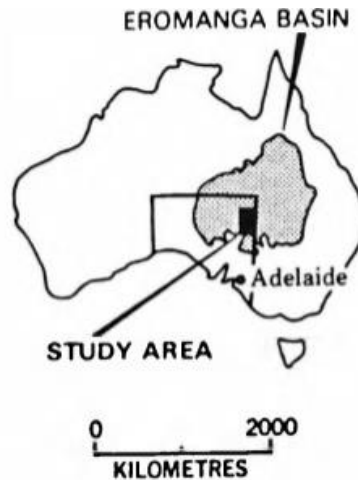 EROMANGA BASIN
Adelaide
STUDY AREA
0 2000
KILOMETRES